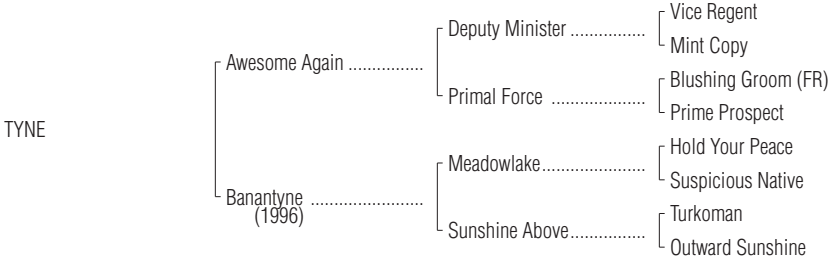 Vice Regent
Deputy Minister ................
Mint Copy
Awesome Again ................
Blushing Groom (FR)
Primal Force ....................
Prime Prospect
TYNE
Hold Your Peace
Meadowlake......................
Suspicious Native
Banantyne ........................
(1996)
Turkoman
Sunshine Above................
Outward Sunshine